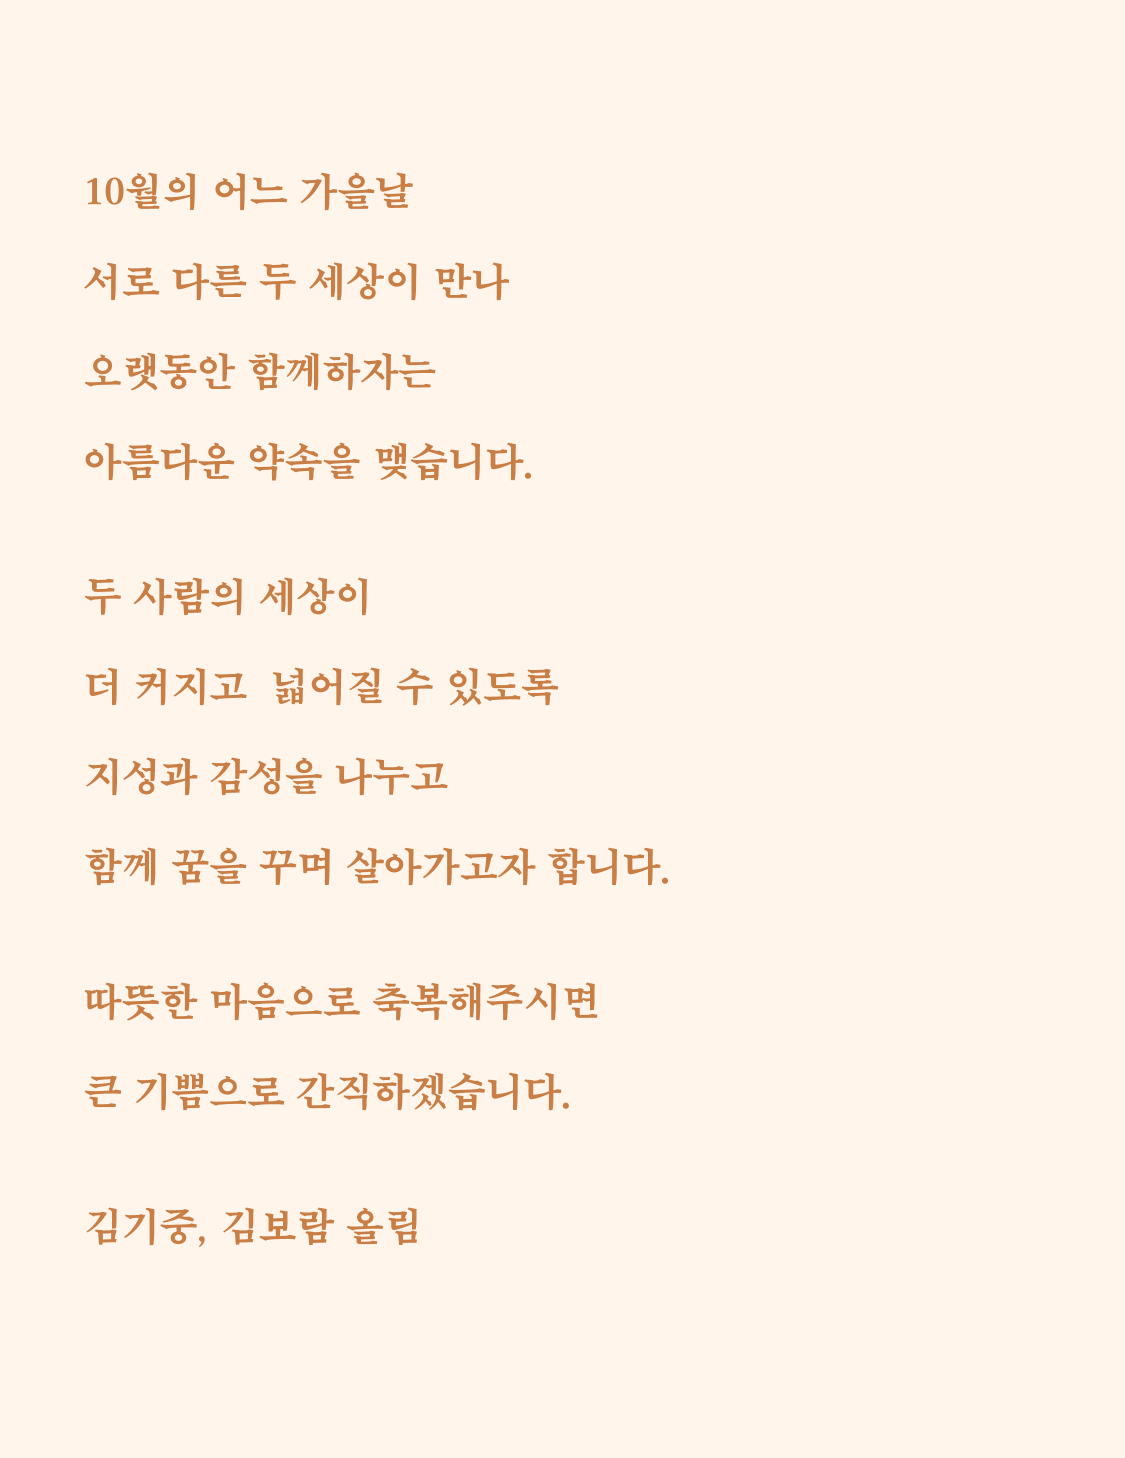 10월의 어느 가을날
서로 다른 두 세상이 만나
오랫동안 함께하자는
아름다운 약속을 맺습니다.
두 사람의 세상이
더 커지고  넓어질 수 있도록
지성과 감성을 나누고
함께 꿈을 꾸며 살아가고자 합니다.
따뜻한 마음으로 축복해주시면
큰 기쁨으로 간직하겠습니다.
김기중, 김보람 올림